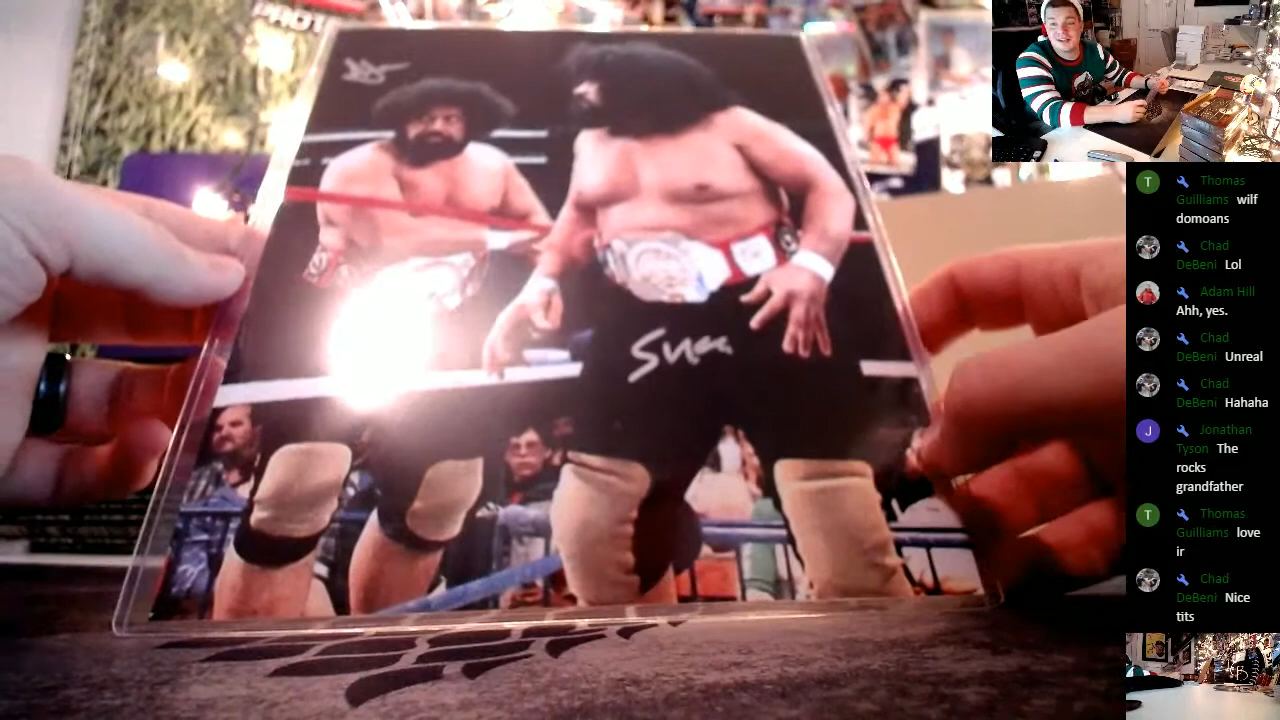 PROT
Thomas
Guilliams wilf
domoans
Chad
DeBeni Lol
Adam Hill
Ahh, yes.
Chad
DeBeni Unreal
Chad
DeBeni Hahaha
J Jonathan
Tyson The
rocks
grandfather
T Thomas
Guilliams love
ir
Chad
DeBeni Nice
tits